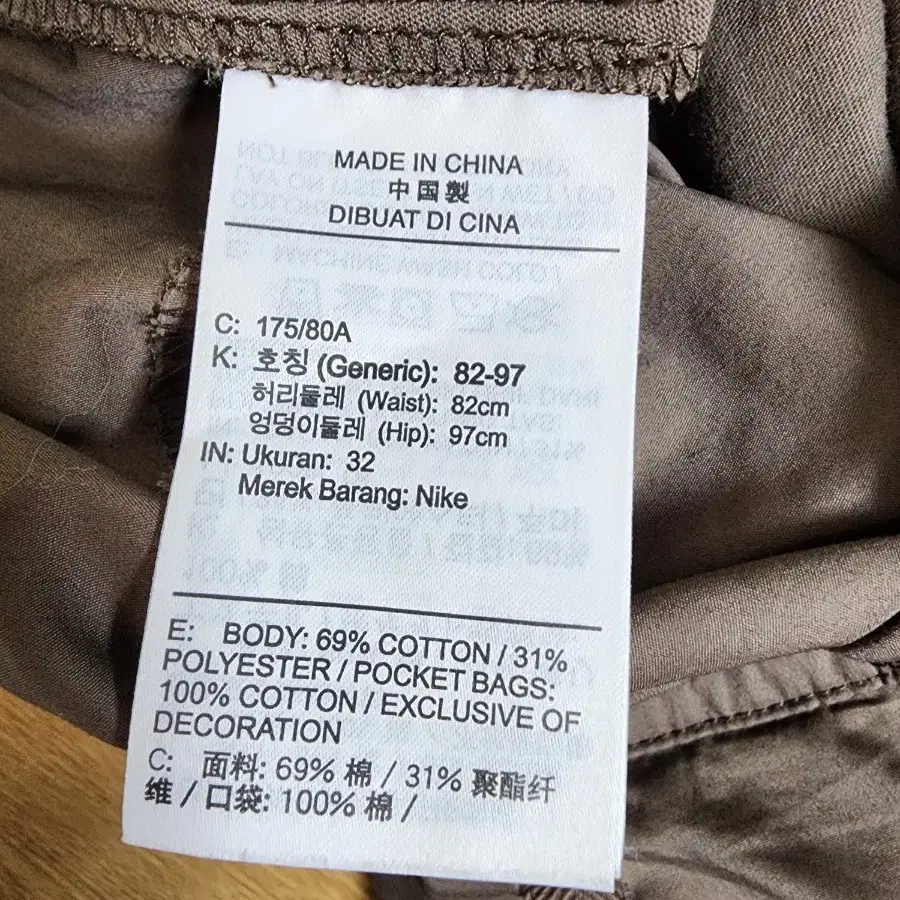 MADE IN CHINA
中国製
DIBUAT DI CINA
C: 175/80A
K: 호칭 (Generic): 82-97
허리둘레 (Waist): 82cm
엉덩이둘레 (Hip): 97cm
IN: Ukuran: 32
Merek Barang: Nike
E: BODY: 69% COTTON / 31%
POLYESTER / POCKET BAGS:
100% COTTON / EXCLUSIVE OF
DECORATION
C: 面料: 69% 棉 / 31% 聚酯纤
维 / 口袋: 100% 棉 /